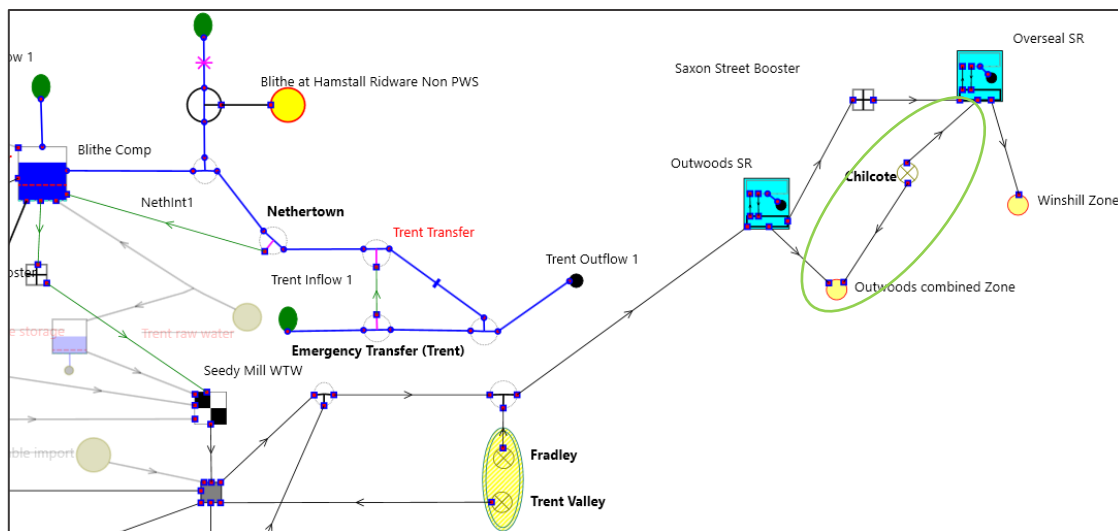 Overseal SR
ow 1
Saxon Street Booster
Blithe at Hamstall Ridware Non PWS
Blithe Comp
Outwoods SR
Chilcote
NethInt1
Nethertown
Winshill Zone
Trent Transfer
Trent Inflow 1
Trent Outflow 1
oster
Outwoods combined Zone
e storage
Trent raw water
Emergency Transfer (Trent)
Seedy Mill WTW
ble import
Fradley
Trent Valley